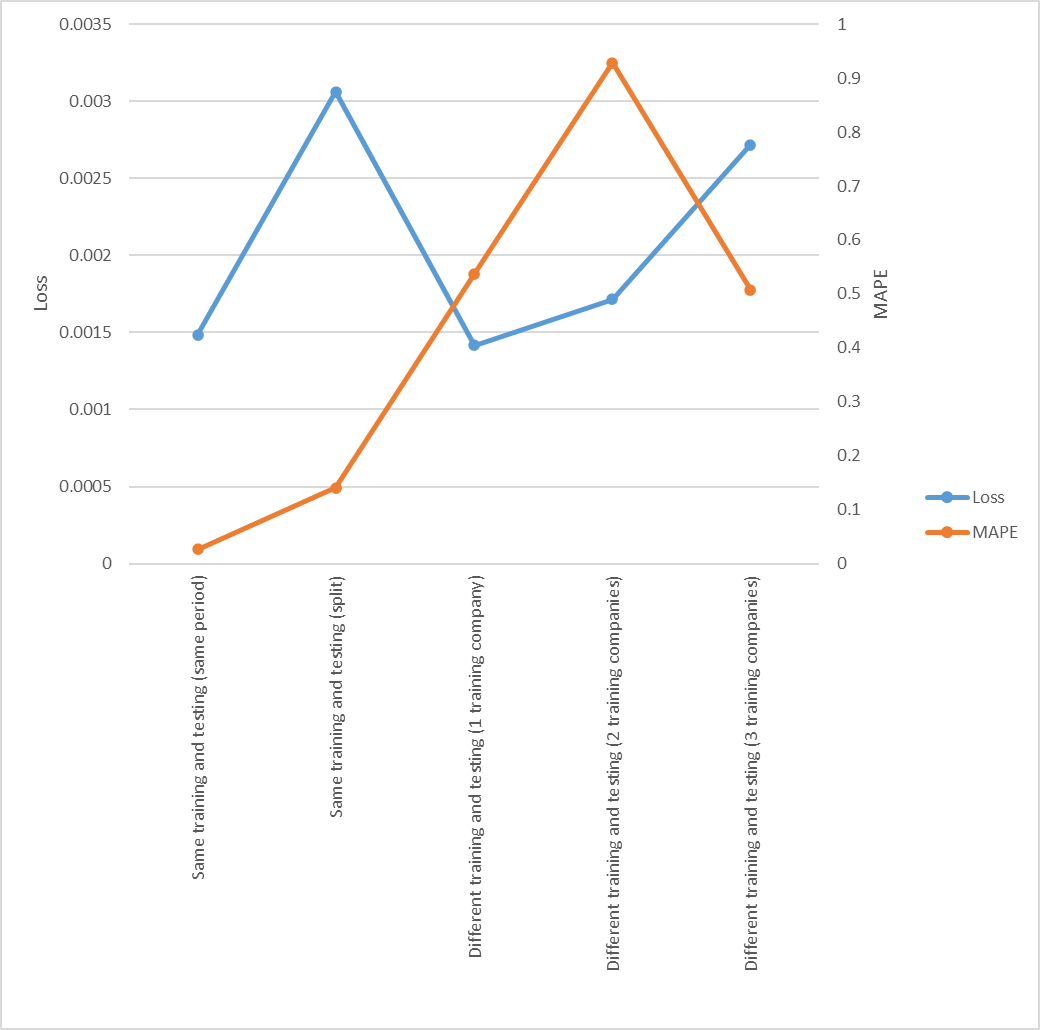 0.0035
0.003
0.0025
0.002
0.0015
0.001
0.0005
0
Loss
1
0.9
0.8
0.7
0.6
0.5
0.4
0.3
0.2
0.1
0
MAPE
Loss
MAPE
Same training and testing (same period)
Same training and testing (split)
Different training and testing (1 training company)
Different training and testing (2 training companies)
Different training and testing (3 training companies)